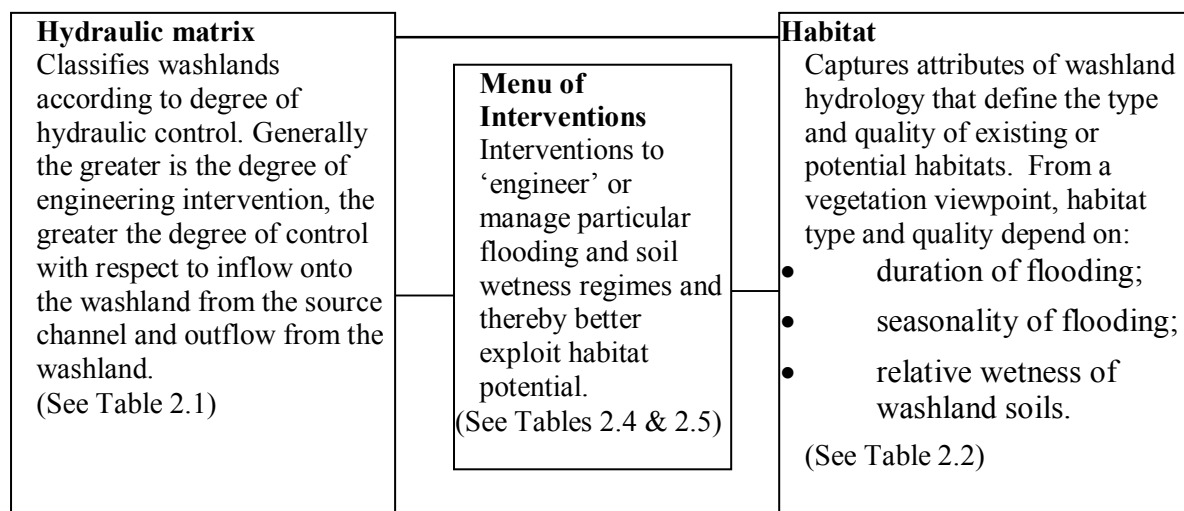 Hydraulic matrix
Classifies washlands
according to degree of
hydraulic control. Generally
the greater is the degree of
engineering intervention, the
greater the degree of control
with respect to inflow onto
the washland from the source
channel and outflow from the
washland.
(See Table 2.1)
Menu of
Interventions
Interventions to
‘engineer’ or
manage particular
flooding and soil
wetness regimes and
thereby better
exploit habitat
potential.
(See Tables 2.4 & 2.5)
Habitat
Captures attributes of washland
hydrology that define the type
and quality of existing or
potential habitats.  From a
vegetation viewpoint, habitat
type and quality depend on:
• duration of flooding;
• seasonality of flooding;
• relative wetness of
washland soils.
(See Table 2.2)